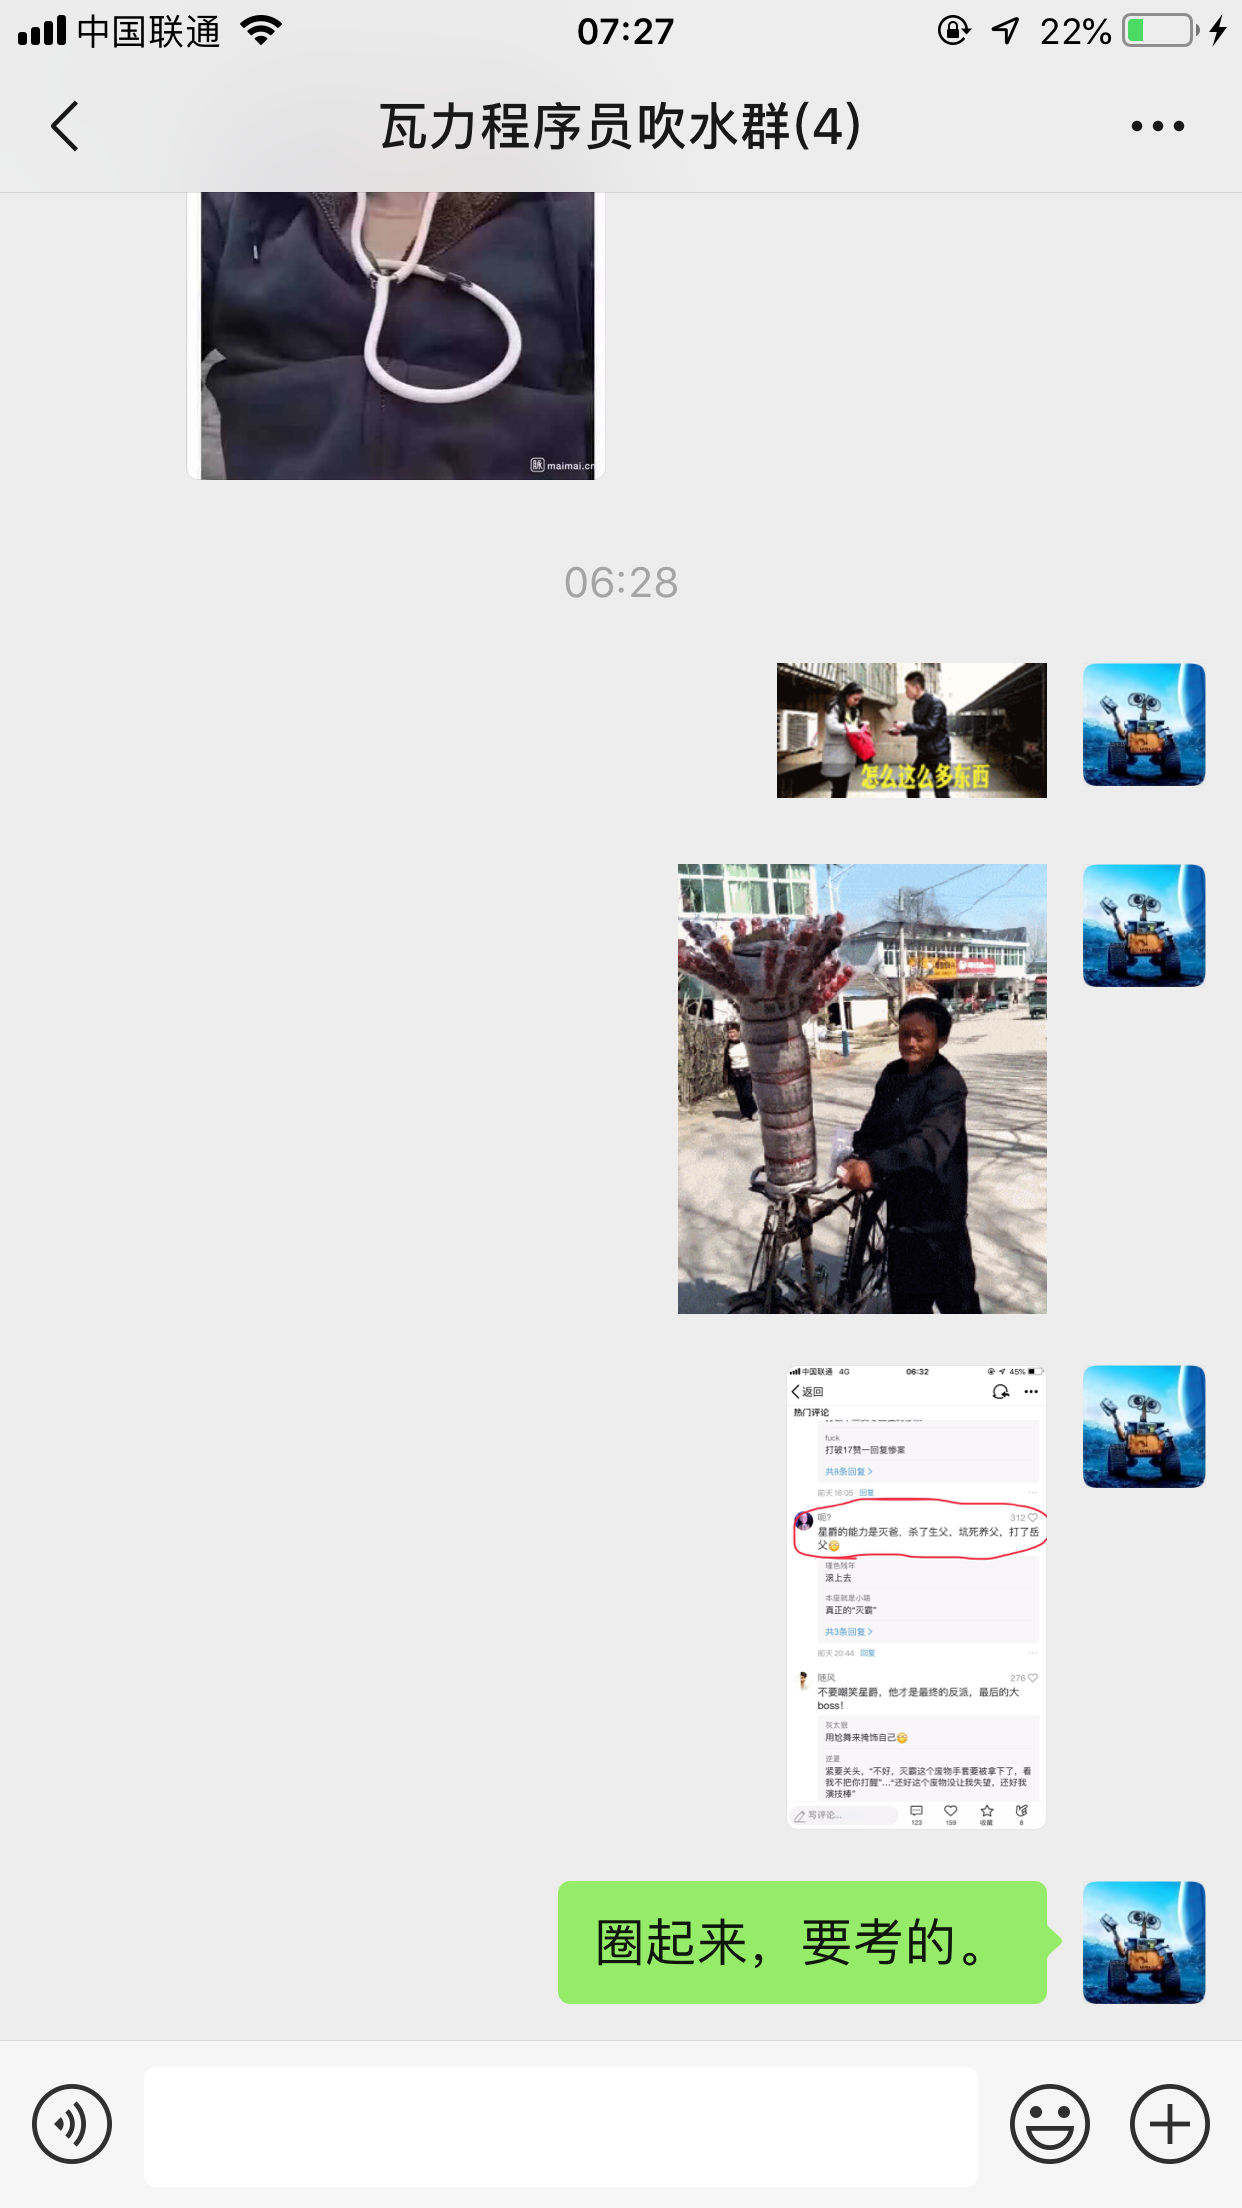 中国联通
07:27
22%
瓦力程序员吹水群(4)
脉 maimai.cn
06:28
怎么这么多东西
中国联通 4G
06:32
45%
返回
热门评论
fuck
打破17赞一回复惨案
共8条回复
前天 16:05 回复
呃?
312
星爵的能力是灭爸,杀了生父,坑死养父,打了岳
父
滚上去
本座就是小喵
真正的“灭霸”
共3条回复
前天 20:44 回复
随风
276
不要嘲笑星爵,他才是最终的反派,最后的大
boss!
灰太狼
用尬舞来掩饰自己
逆夏
紧要关头,“不好,灭霸这个废物手套要被拿下了,看
我不把你打醒”...“还好这个废物没让我失望,还好我
演技棒”
写评论...
123
159
收藏
8
圈起来,要考的。